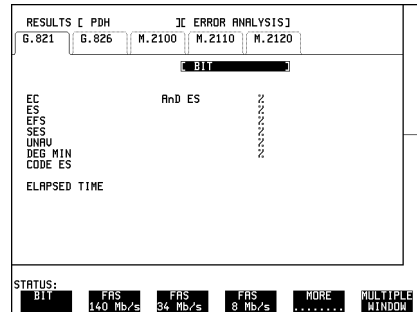 RESULTS [ PDH ][ ERROR ANALYSIS]
G.821 G.826 M.2100 M.2110 M.2120
[ BIT ]
EC AnD ES %
ES %
EFS %
SES %
UNAV %
DEG MIN %
CODE ES
ELAPSED TIME
STATUS:
BIT FAS FAS FAS MORE MULTIPLE
140 Mb/s 34 Mb/s 8 Mb/s ........ WINDOW